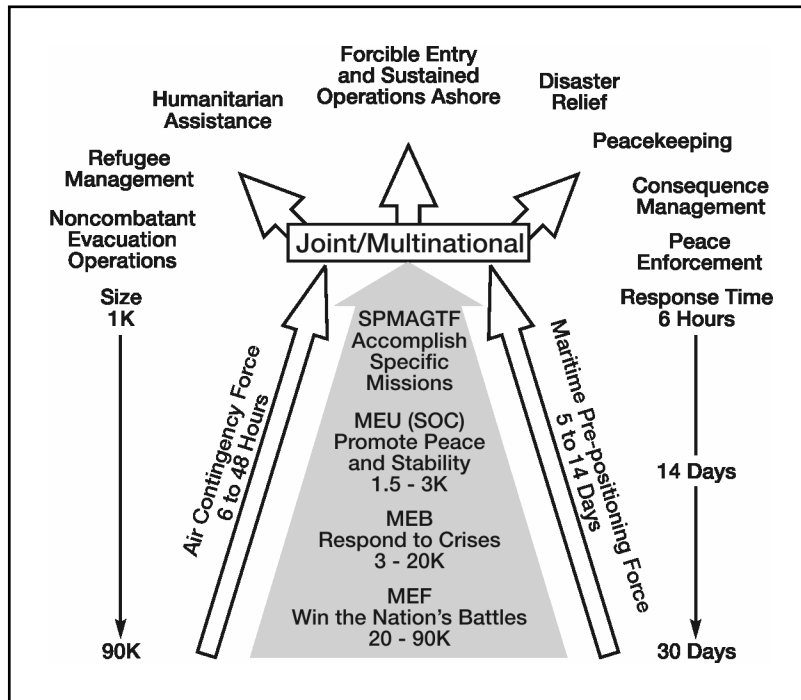 Forcible Entry
and Sustained
Operations Ashore
Disaster
Relief
Humanitarian
Assistance
Peacekeeping
Refugee
Management
Consequence
Management
Noncombatant
Evacuation
Operations
Joint/Multinational
Peace
Enforcement
Size
1K
Response Time
6 Hours
SPMAGTF
Accomplish
Specific
Missions
Air Contingency Force
6 to 48 Hours
Maritime Pre-positioning Force
5 to 14 Days
MEU (SOC)
Promote Peace
and Stability
1.5 - 3K
14 Days
MEB
Respond to Crises
3 - 20K
MEF
Win the Nation's Battles
20 - 90K
90K
30 Days